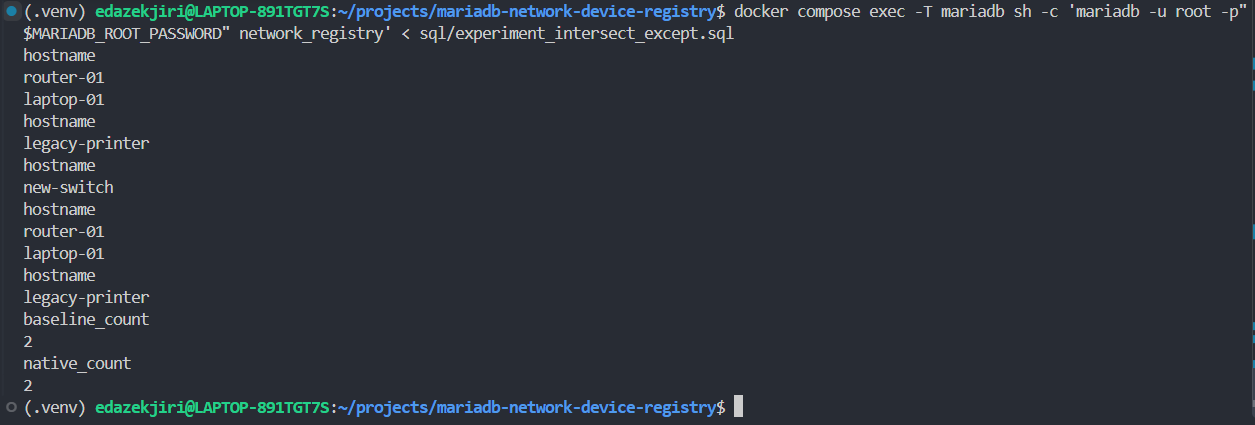 (.venv) edazekjiri@LAPTOP-891TGT7S:~/projects/mariadb-network-device-registry$ docker compose exec -T mariadb sh -c 'mariadb -u root -p"
$MARIADB_ROOT_PASSWORD" network_registry' < sql/experiment_intersect_except.sql
hostname
router-01
laptop-01
hostname
legacy-printer
hostname
new-switch
hostname
router-01
laptop-01
hostname
legacy-printer
baseline_count
2
native_count
2
(.venv) edazekjiri@LAPTOP-891TGT7S:~/projects/mariadb-network-device-registry$